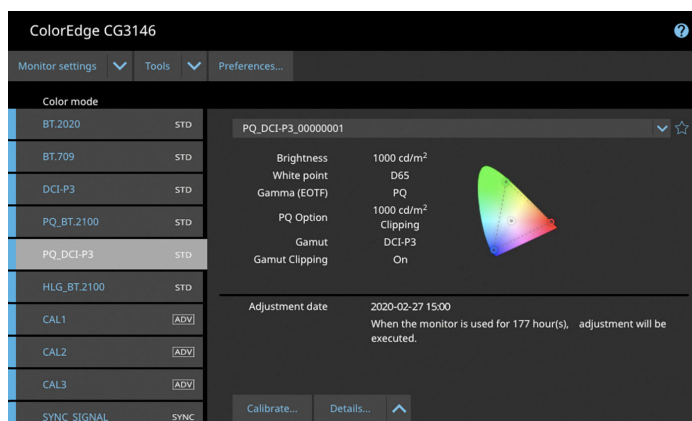 ColorEdge CG3146
?
Monitor settings Tools Preferences...
Color mode
BT.2020 STD
BT.709 STD
DCI-P3 STD
PQ_BT.2100 STD
PQ_DCI-P3 STD
HLG_BT.2100 STD
CAL1 ADV
CAL2 ADV
CAL3 ADV
SYNC_SIGNAL SYNC
PQ_DCI-P3_00000001
Brightness 1000 cd/m²
White point D65
Gamma (EOTF) PQ
PQ Option 1000 cd/m²
Clipping
Gamut DCI-P3
Gamut Clipping On
Adjustment date 2020-02-27 15:00
When the monitor is used for 177 hour(s), adjustment will be
executed.
Calibrate... Details...